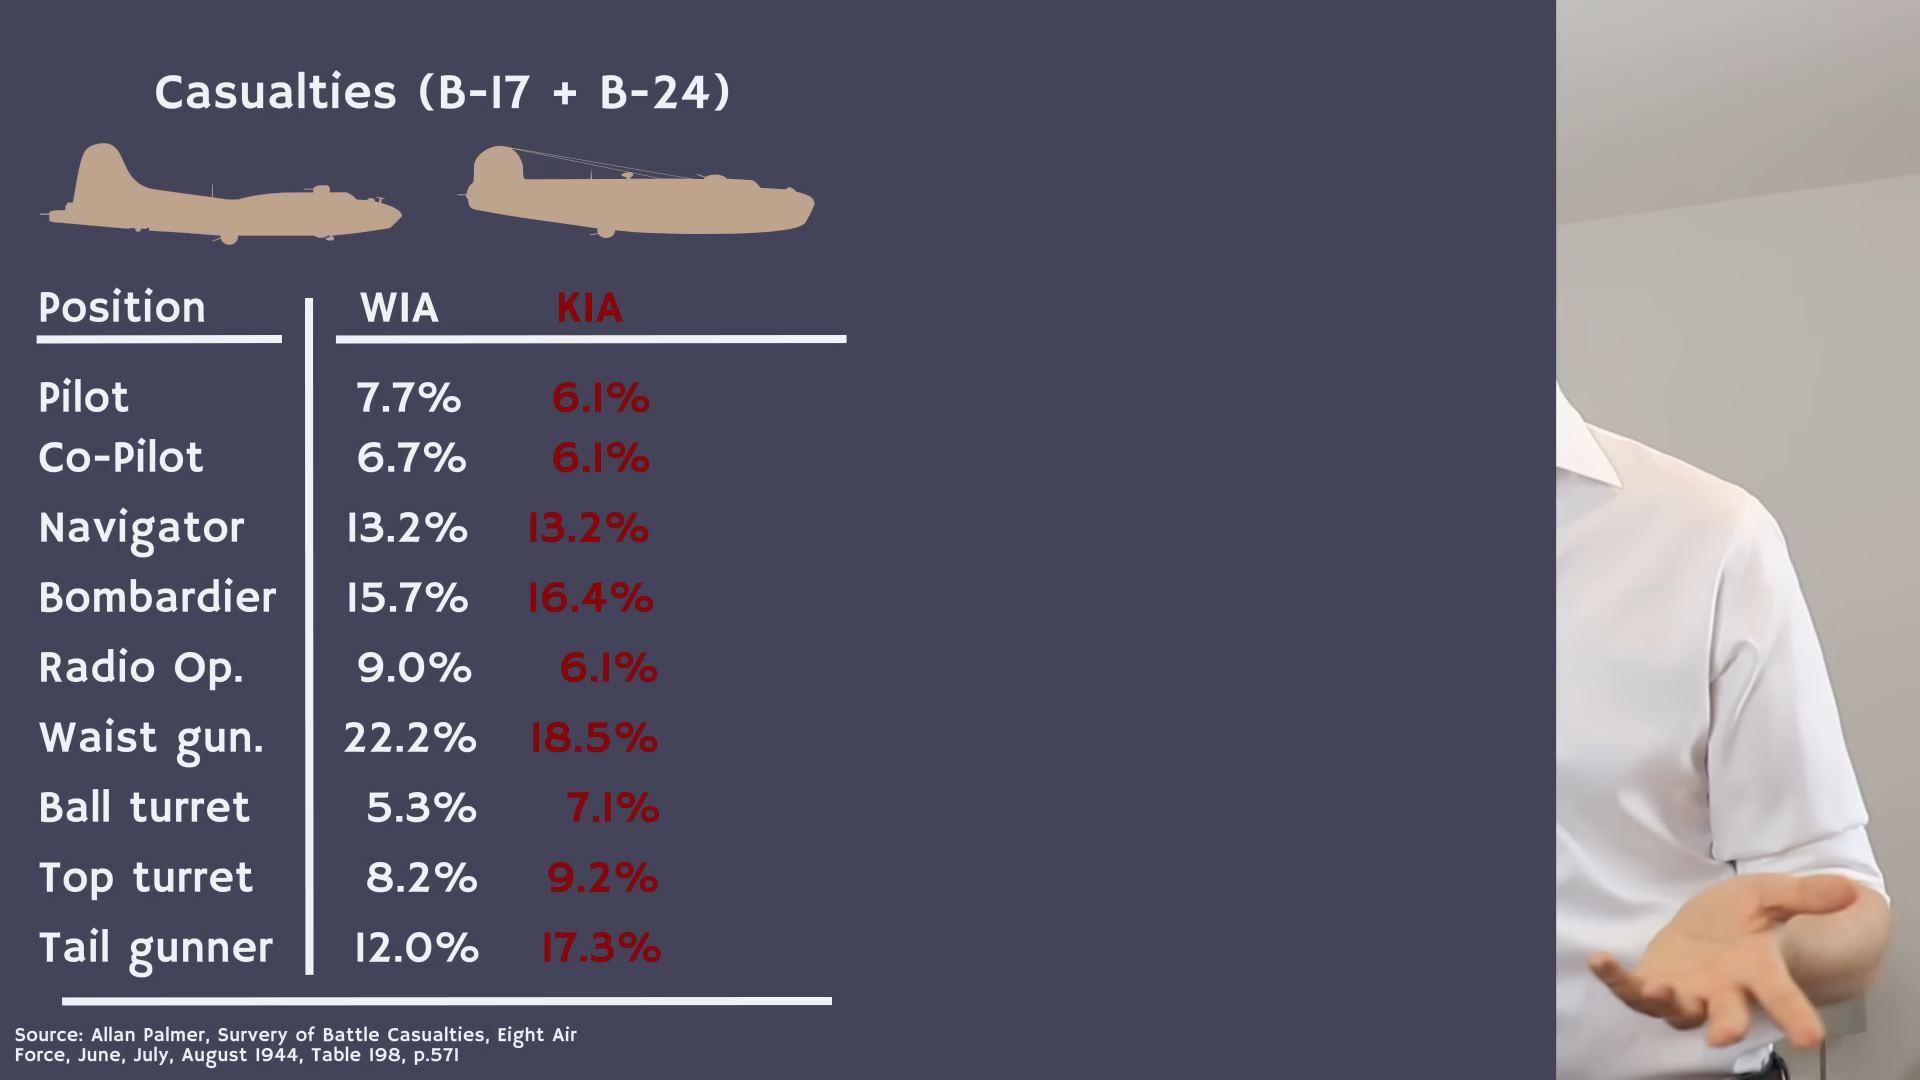 Casualties (B-17 + B-24)
Position WIA KIA
Pilot 7.7% 6.1%
Co-Pilot 6.7% 6.1%
Navigator 13.2% 13.2%
Bombardier 15.7% 16.4%
Radio Op. 9.0% 6.1%
Waist gun. 22.2% 18.5%
Ball turret 5.3% 7.1%
Top turret 8.2% 9.2%
Tail gunner 12.0% 17.3%
Source: Allan Palmer, Survery of Battle Casualties, Eight Air
Force, June, July, August 1944, Table 198, p.571